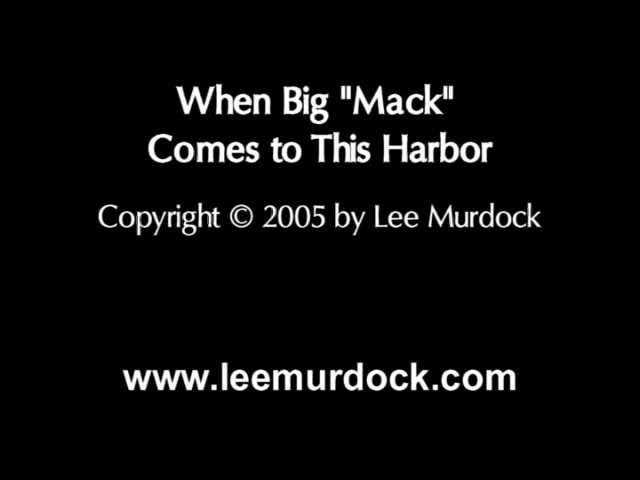 When Big "Mack"
Comes to This Harbor
Copyright © 2005 by Lee Murdock
www.leemurdock.com